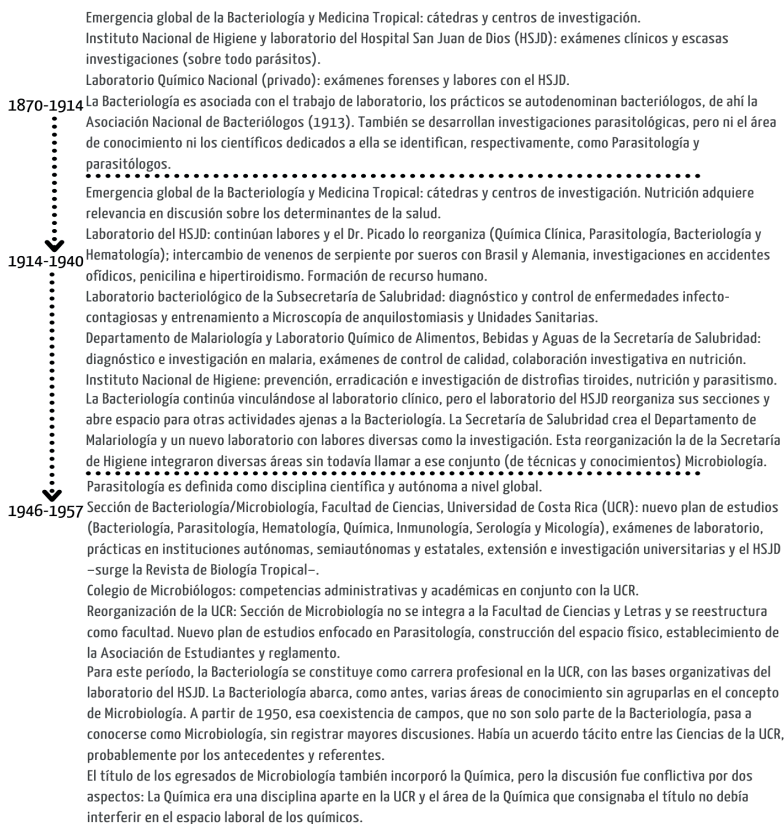 Emergencia global de la Bacteriología y Medicina Tropical: cátedras y centros de investigación.
Instituto Nacional de Higiene y laboratorio del Hospital San Juan de Dios (HSJD): exámenes clínicos y escasas
investigaciones (sobre todo parásitos).
Laboratorio Químico Nacional (privado): exámenes forenses y labores con el HSJD.
1870-1914 La Bacteriología es asociada con el trabajo de laboratorio, los prácticos se autodenominan bacteriólogos, de ahí la
Asociación Nacional de Bacteriólogos (1913). También se desarrollan investigaciones parasitológicas, pero ni el área
de conocimiento ni los científicos dedicados a ella se identifican, respectivamente, como Parasitología y
parasitólogos.
Emergencia global de la Bacteriología y Medicina Tropical: cátedras y centros de investigación. Nutrición adquiere
relevancia en discusión sobre los determinantes de la salud.
Laboratorio del HSJD: continúan labores y el Dr. Picado lo reorganiza (Química Clínica, Parasitología, Bacteriología y
1914-1940 Hematología); intercambio de venenos de serpiente por sueros con Brasil y Alemania, investigaciones en accidentes
ofídicos, penicilina e hipertiroidismo. Formación de recurso humano.
Laboratorio bacteriológico de la Subsecretaría de Salubridad: diagnóstico y control de enfermedades infecto-
contagiosas y entrenamiento a Microscopía de anquilostomiasis y Unidades Sanitarias.
Departamento de Malariología y Laboratorio Químico de Alimentos, Bebidas y Aguas de la Secretaría de Salubridad:
diagnóstico e investigación en malaria, exámenes de control de calidad, colaboración investigativa en nutrición.
Instituto Nacional de Higiene: prevención, erradicación e investigación de distrofias tiroides, nutrición y parasitismo.
La Bacteriología continúa vinculándose al laboratorio clínico, pero el laboratorio del HSJD reorganiza sus secciones y
abre espacio para otras actividades ajenas a la Bacteriología. La Secretaría de Salubridad crea el Departamento de
Malariología y un nuevo laboratorio con labores diversas como la investigación. Esta reorganización la de la Secretaría
de Higiene integraron diversas áreas sin todavía llamar a ese conjunto (de técnicas y conocimientos) Microbiología.
Parasitología es definida como disciplina científica y autónoma a nivel global.
1946-1957 Sección de Bacteriología/Microbiología, Facultad de Ciencias, Universidad de Costa Rica (UCR): nuevo plan de estudios
(Bacteriología, Parasitología, Hematología, Química, Inmunología, Serología y Micología), exámenes de laboratorio,
prácticas en instituciones autónomas, semiautónomas y estatales, extensión e investigación universitarias y el HSJD
–surge la Revista de Biología Tropical–.
Colegio de Microbiólogos: competencias administrativas y académicas en conjunto con la UCR.
Reorganización de la UCR: Sección de Microbiología no se integra a la Facultad de Ciencias y Letras y se reestructura
como facultad. Nuevo plan de estudios enfocado en Parasitología, construcción del espacio físico, establecimiento de
la Asociación de Estudiantes y reglamento.
Para este período, la Bacteriología se constituye como carrera profesional en la UCR, con las bases organizativas del
laboratorio del HSJD. La Bacteriología abarca, como antes, varias áreas de conocimiento sin agruparlas en el concepto
de Microbiología. A partir de 1950, esa coexistencia de campos, que no son solo parte de la Bacteriología, pasa a
conocerse como Microbiología, sin registrar mayores discusiones. Había un acuerdo tácito entre las Ciencias de la UCR,
probablemente por los antecedentes y referentes.
El título de los egresados de Microbiología también incorporó la Química, pero la discusión fue conflictiva por dos
aspectos: La Química era una disciplina aparte en la UCR y el área de la Química que consignaba el título no debía
interferir en el espacio laboral de los químicos.